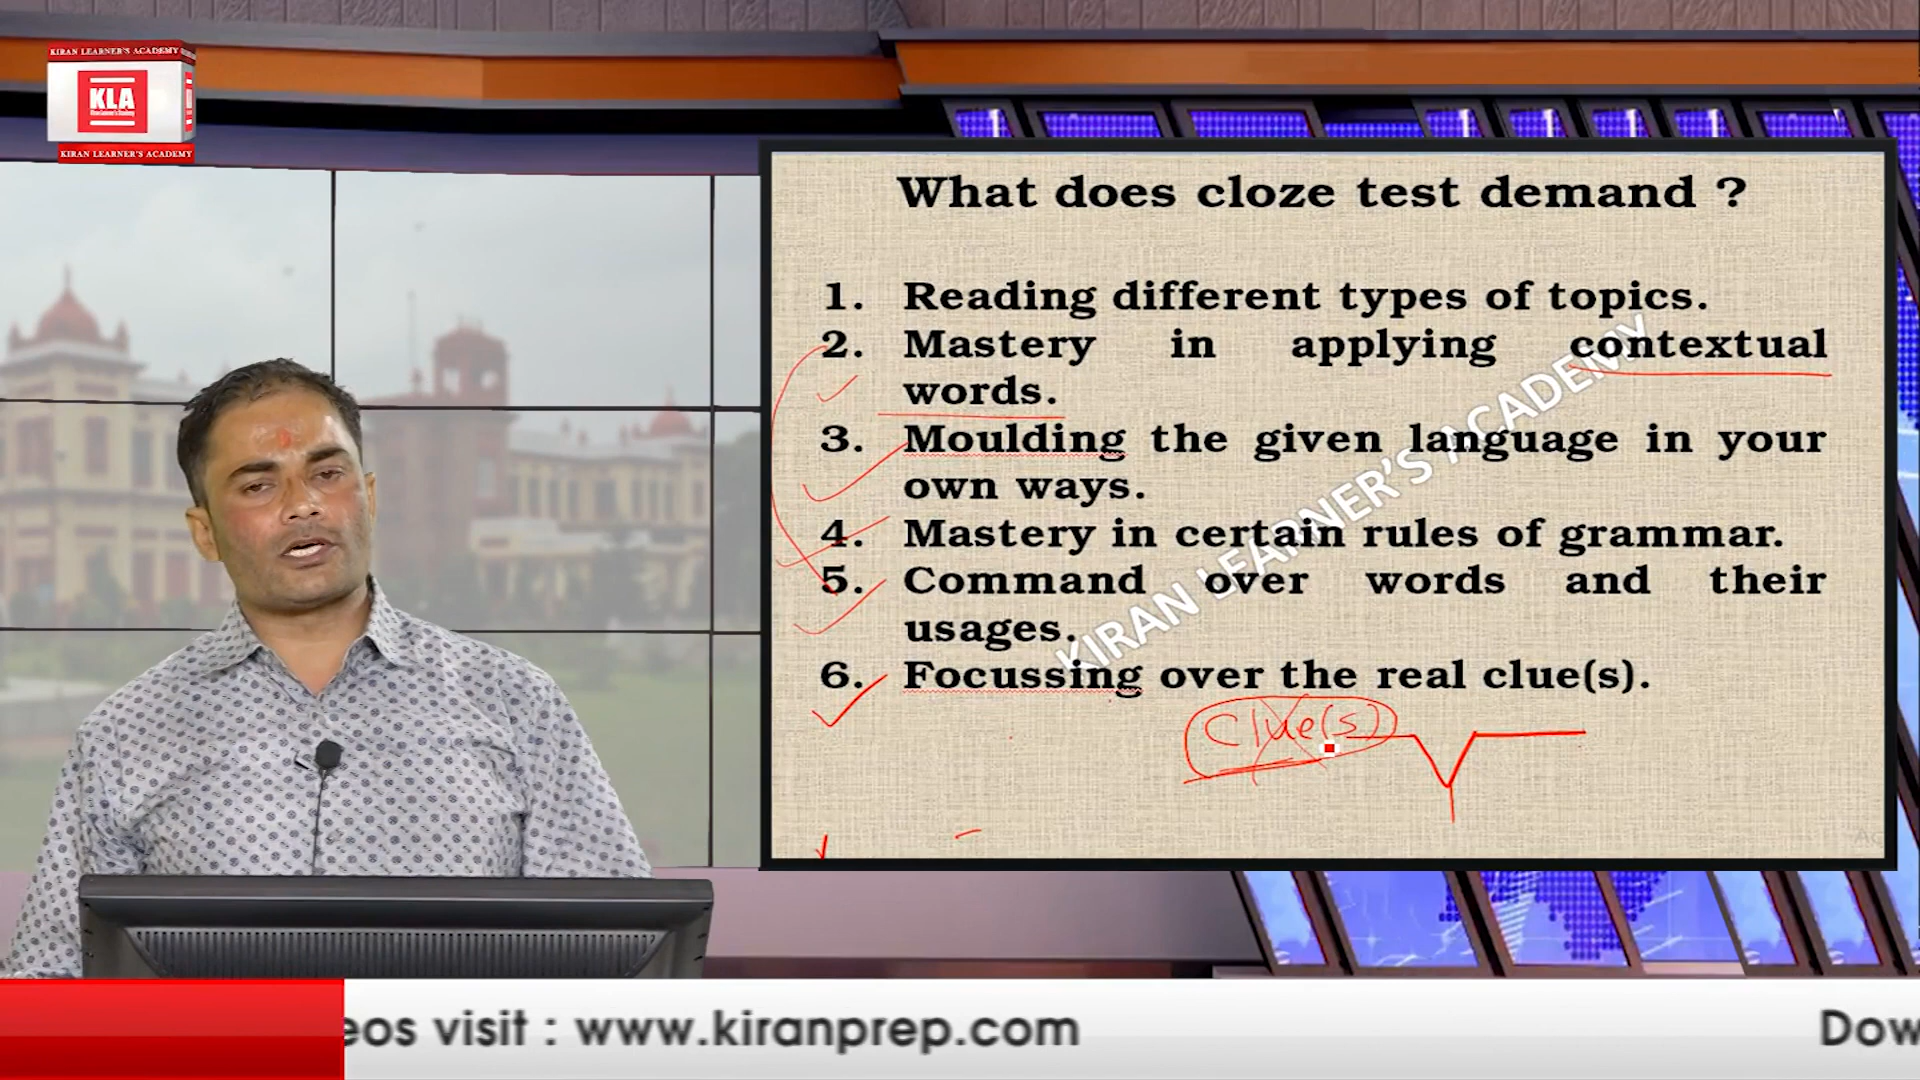 KIRAN LEARNER'S ACADEMY
KLA
Kiran Learner's Academy
KIRAN LEARNER'S ACADEMY
What does cloze test demand ?
1. Reading different types of topics.
2. Mastery in applying contextual
words.
3. Moulding the given language in your
own ways.
4. Mastery in certain rules of grammar.
5. Command over words and their
usages.
6. Focussing over the real clue(s).
KIRAN LEARNER'S ACADEMY
Clue(s)
eos visit : www.kiranprep.com
Dow